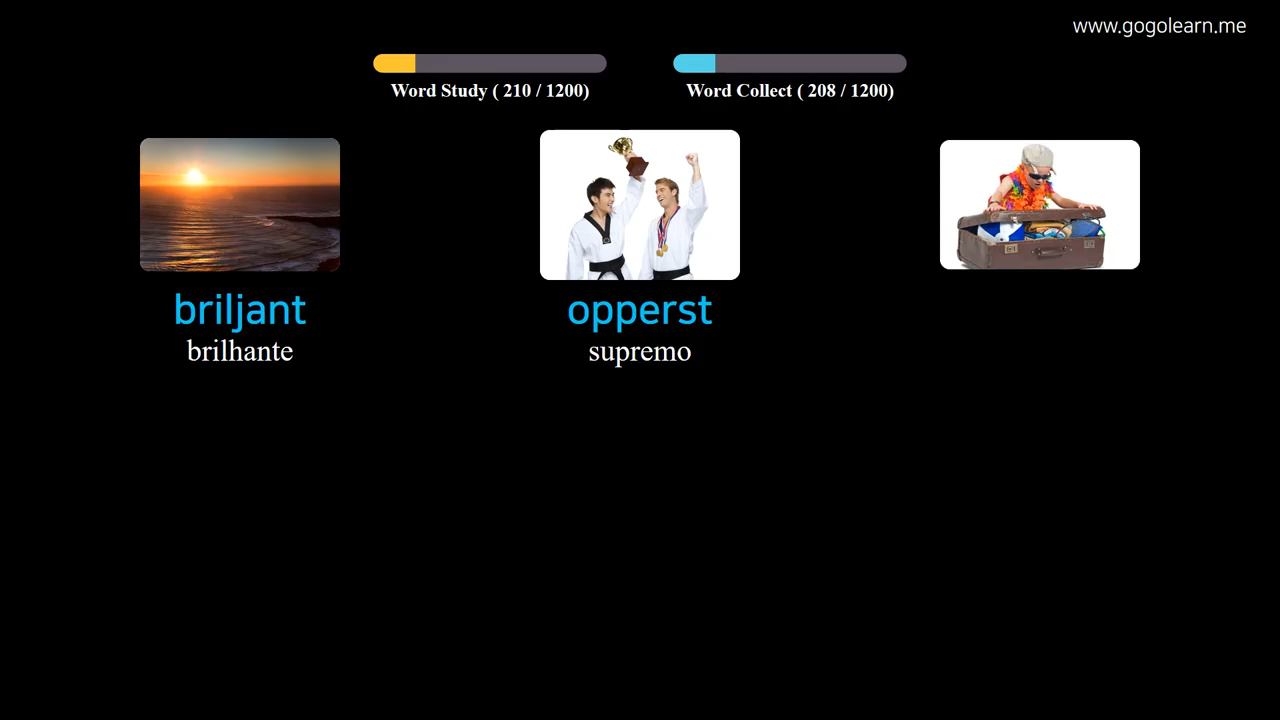 www.gogolearn.me
Word Study ( 210 / 1200)
Word Collect ( 208 / 1200)
briljant
brilhante
opperst
supremo